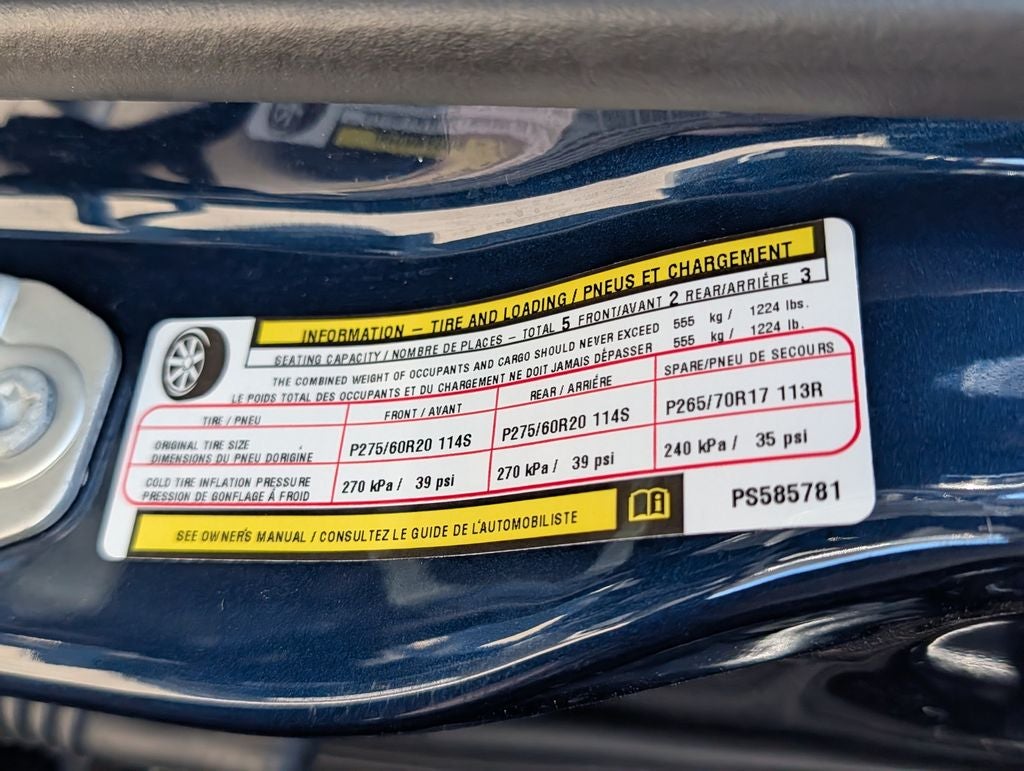 INFORMATION – TIRE AND LOADING / PNEUS ET CHARGEMENT
SEATING CAPACITY / NOMBRE DE PLACES – TOTAL 5 FRONT/AVANT 2 REAR/ARRIÉRE 3
THE COMBINED WEIGHT OF OCCUPANTS AND CARGO SHOULD NEVER EXCEED 555 kg / 1224 lbs.
LE POIDS TOTAL DES OCCUPANTS ET DU CHARGEMENT NE DOIT JAMAIS DÉPASSER 555 kg / 1224 lb.
TIRE / PNEU FRONT / AVANT REAR / ARRIÉRE SPARE/PNEU DE SECOURS
ORIGINAL TIRE SIZE
DIMENSIONS DU PNEU D'ORIGINE P275/60R20 114S P275/60R20 114S P265/70R17 113R
COLD TIRE INFLATION PRESSURE
PRESSION DE GONFLAGE Á FROID 270 kPa / 39 psi 270 kPa / 39 psi 240 kPa / 35 psi
SEE OWNER'S MANUAL / CONSULTEZ LE GUIDE DE L'AUTOMOBILISTE
PS585781